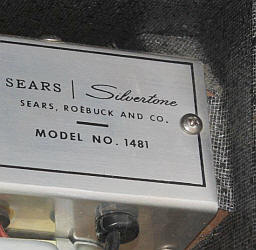 SEARS | Silvertone
SEARS, ROEBUCK AND CO.
MODEL NO. 1481